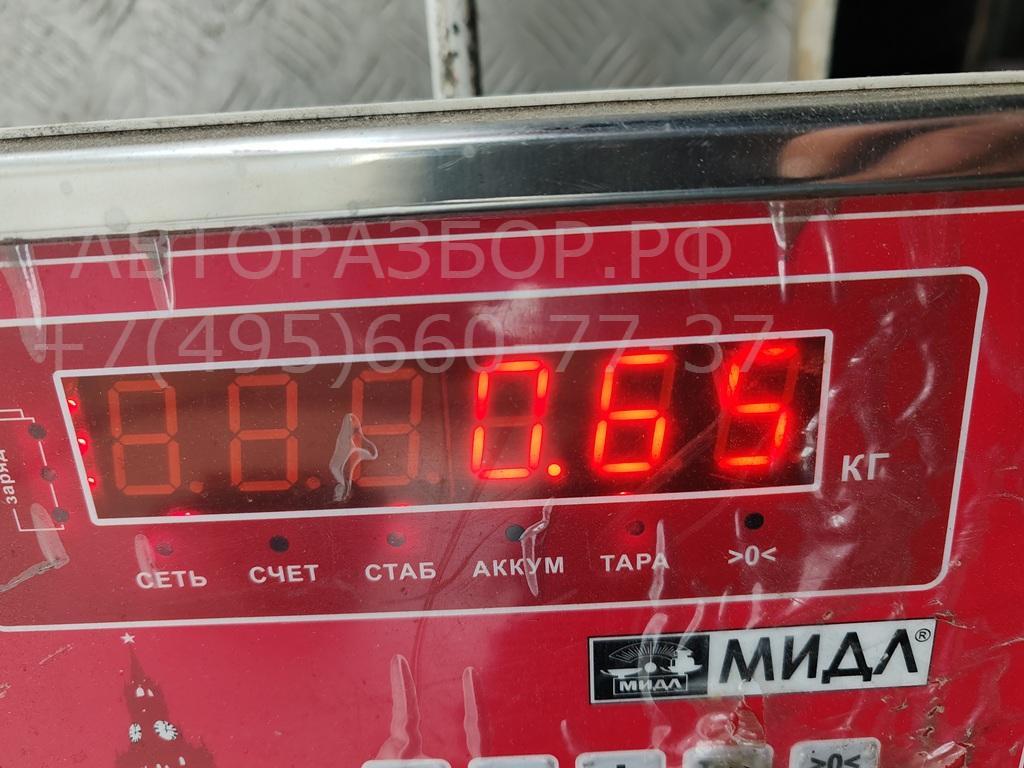 АВТОРАЗБОР.РФ
+7(495)660-77-37
0.65
КГ
заряд
СЕТЬ СЧЕТ СТАБ АККУМ ТАРА >0<
МИДЛ МИДЛ®
>0<